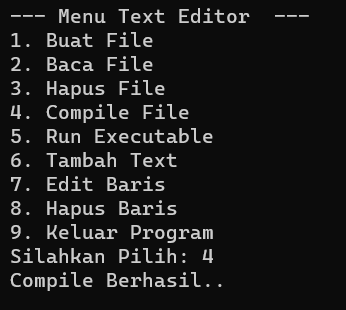 --- Menu Text Editor  ---
1. Buat File
2. Baca File
3. Hapus File
4. Compile File
5. Run Executable
6. Tambah Text
7. Edit Baris
8. Hapus Baris
9. Keluar Program
Silahkan Pilih: 4
Compile Berhasil..